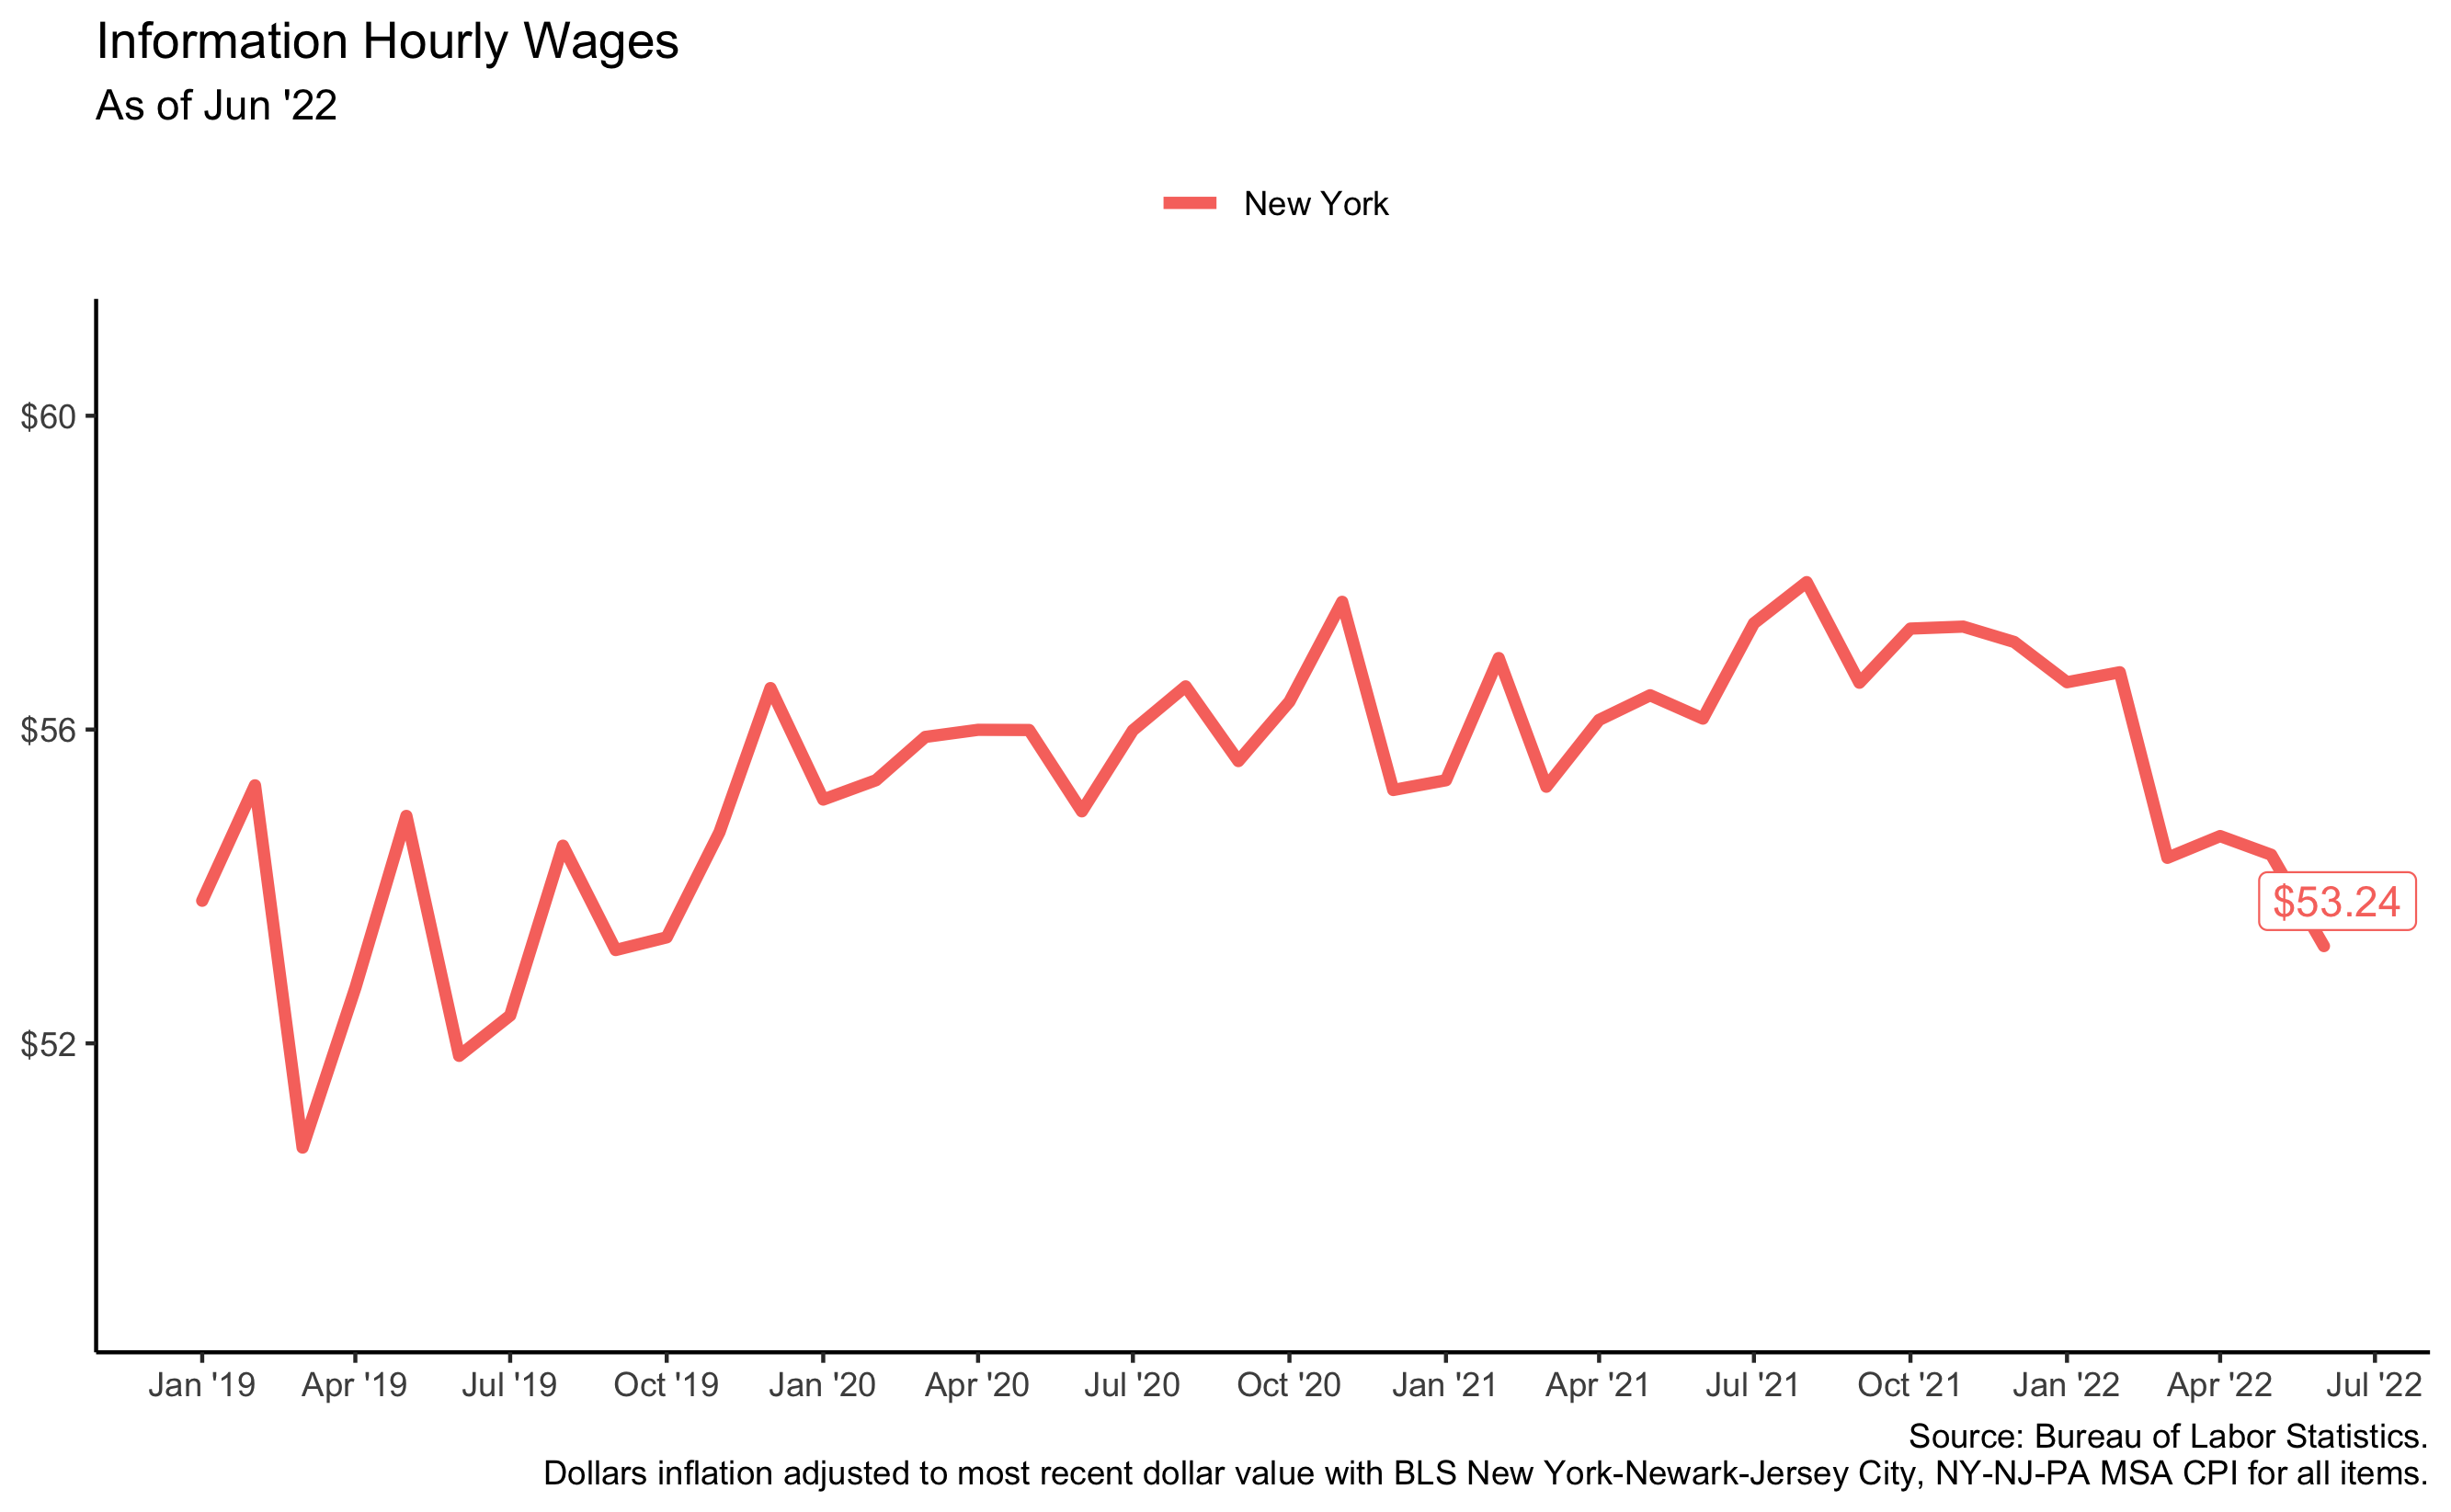 Information Hourly Wages
As of Jun '22
New York
$60
$56
$52
$53.24
Jan '19 Apr '19 Jul '19 Oct '19 Jan '20 Apr '20 Jul '20 Oct '20 Jan '21 Apr '21 Jul '21 Oct '21 Jan '22 Apr '22 Jul '22
Source: Bureau of Labor Statistics.
Dollars inflation adjusted to most recent dollar value with BLS New York-Newark-Jersey City, NY-NJ-PA MSA CPI for all items.